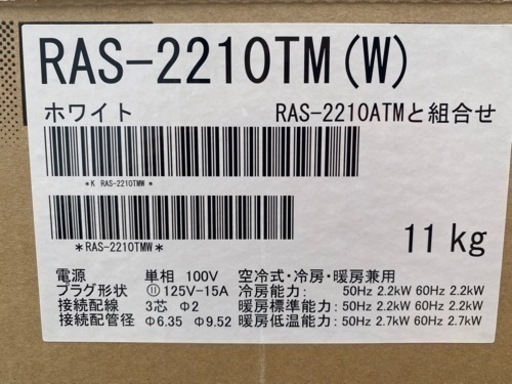 RAS-2210TM(W)
ホワイト RAS-2210ATMと組合せ
*K RAS-2210TMW*
*RAS-2210TMW*
11kg
電源 単相 100V 空冷式・冷房・暖房兼用
プラグ形状 ⑪125V-15A 冷房能力: 50Hz 2.2kW 60Hz 2.2kW
接続配線 3芯 Φ2 暖房標準能力: 50Hz 2.2kW 60Hz 2.2kW
接続配管径 Φ6.35 Φ9.52 暖房低温能力: 50Hz 2.7kW 60Hz 2.7kW